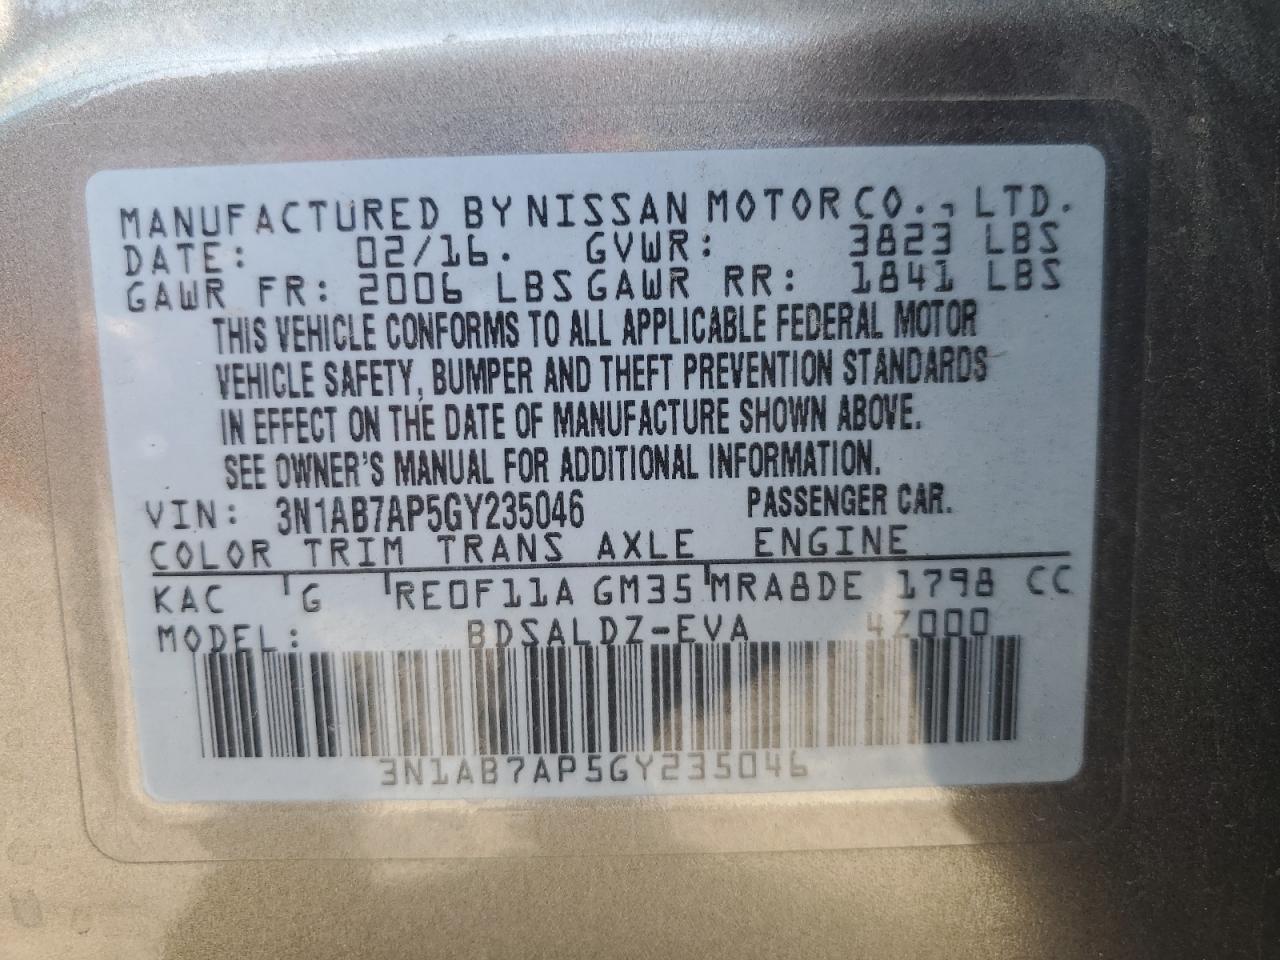 MANUFACTURED BY NISSAN MOTOR CO., LTD.
DATE: 02/16. GVWR: 3823 LBS
GAWR FR: 2006 LBS GAWR RR: 1841 LBS
THIS VEHICLE CONFORMS TO ALL APPLICABLE FEDERAL MOTOR
VEHICLE SAFETY, BUMPER AND THEFT PREVENTION STANDARDS
IN EFFECT ON THE DATE OF MANUFACTURE SHOWN ABOVE.
SEE OWNER'S MANUAL FOR ADDITIONAL INFORMATION.
VIN: 3N1AB7AP5GY235046 PASSENGER CAR.
COLOR TRIM TRANS AXLE ENGINE
KAC G RE0F11A GM35 MRA8DE 1798 CC
MODEL: BDSALDZ-EVA 4Z000
3N1AB7AP5GY235046